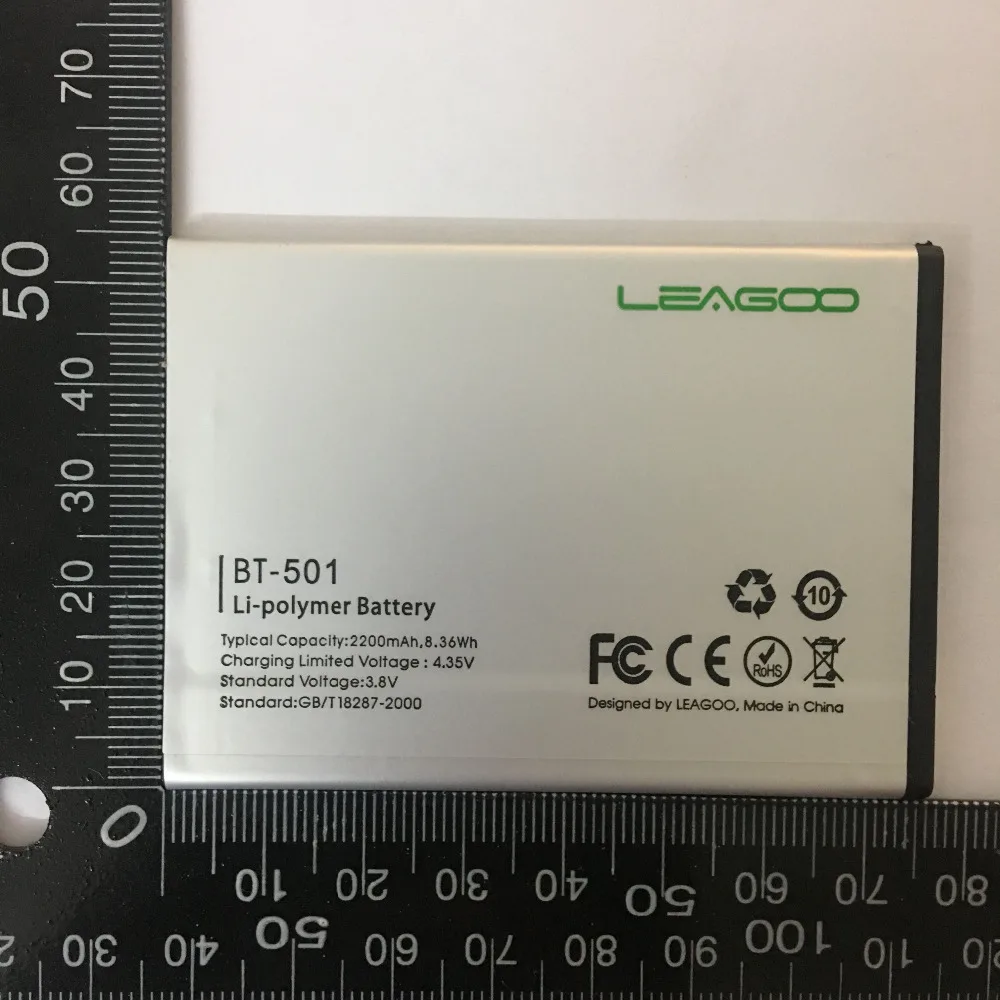 70
60
50
40
30
20
10
0
LEAGOO
BT-501
Li-polymer Battery
Typical Capacity:2200mAh,8.36Wh
Charging Limited Voltage : 4.35V
Standard Voltage:3.8V
Standard:GB/T18287-2000
10
FC CE RoHS
Designed by LEAGOO, Made in China
10 20 30 40 50 60 70 80
30 40 50 60 70 80 90 100 110